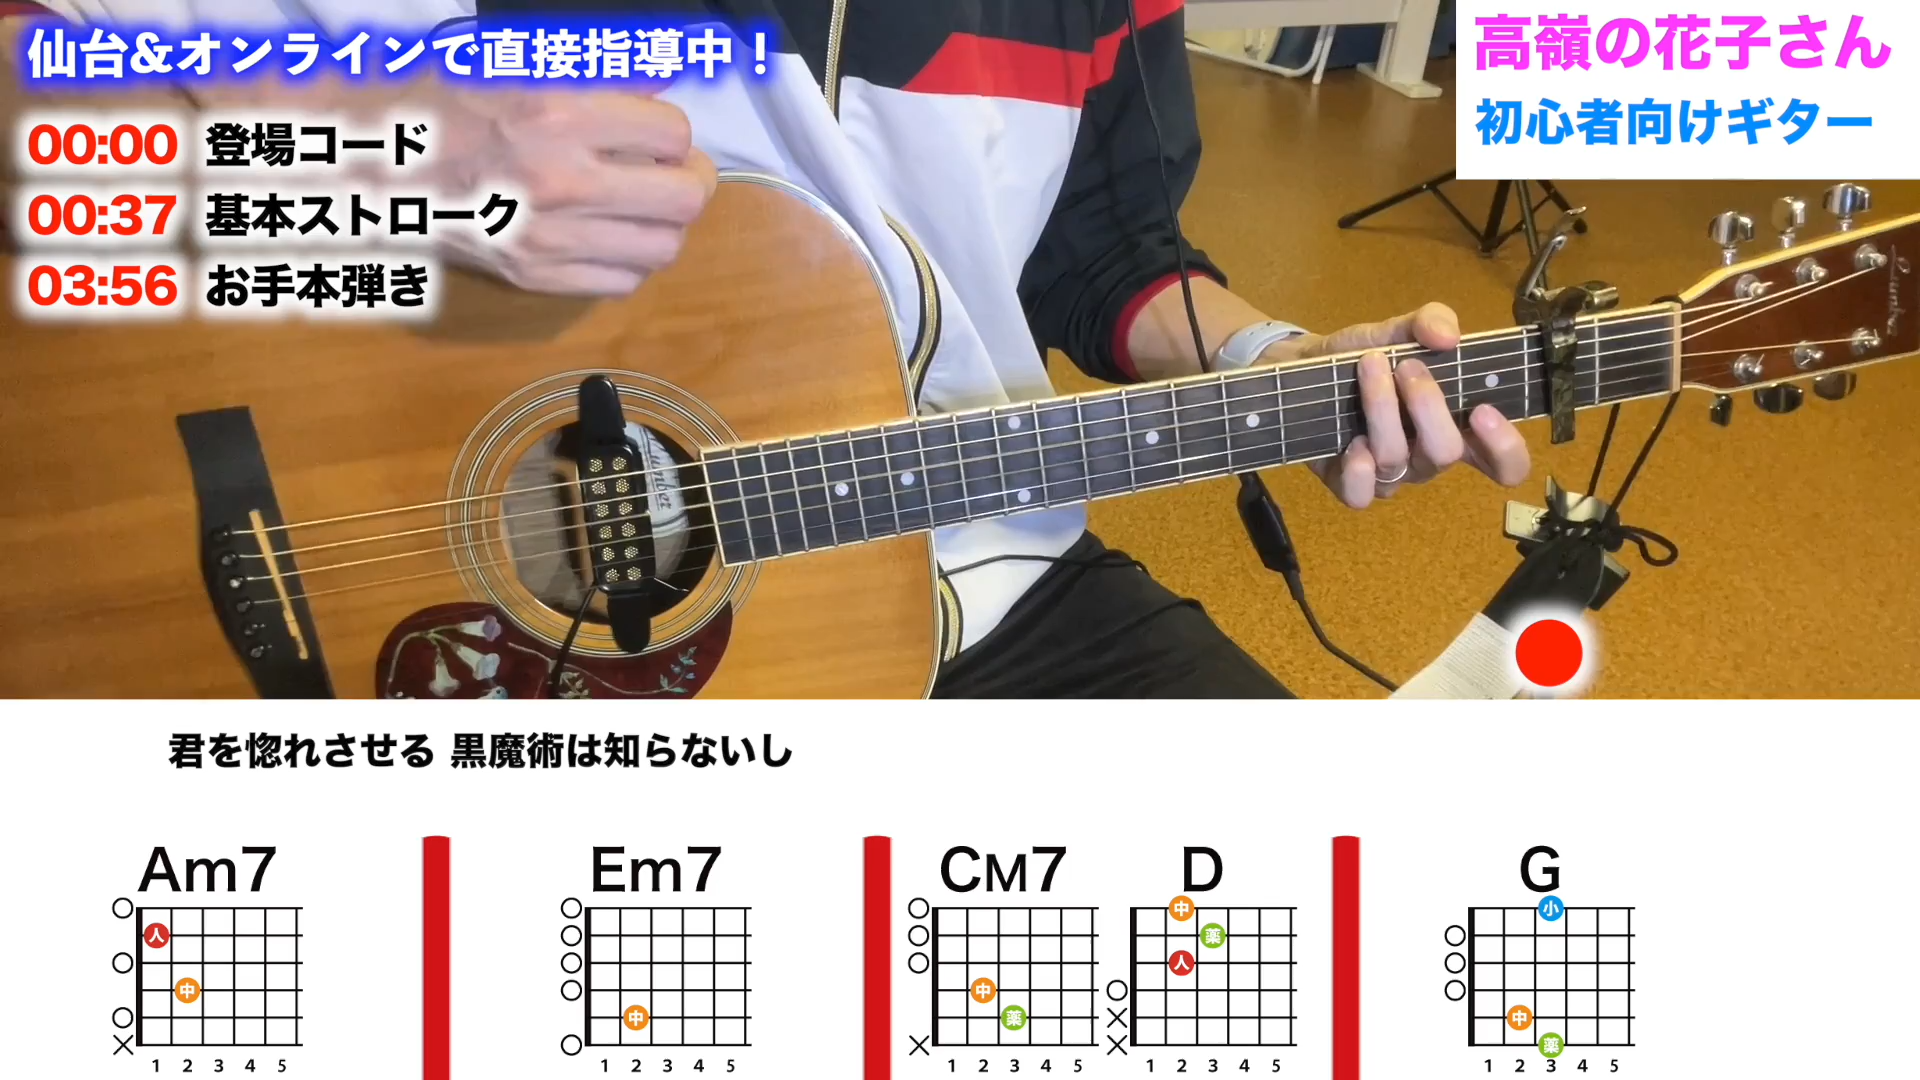 仙台&オンラインで直接指導中！
00:00 登場コード
00:37 基本ストローク
03:56 お手本弾き
高嶺の花子さん
初心者向けギター
君を惚れさせる 黒魔術は知らないし
Am7 Em7 CM7 D G
人 中
中
中 薬
中 薬 人
小 中 薬
1 2 3 4 5
1 2 3 4 5
1 2 3 4 5
1 2 3 4 5
1 2 3 4 5